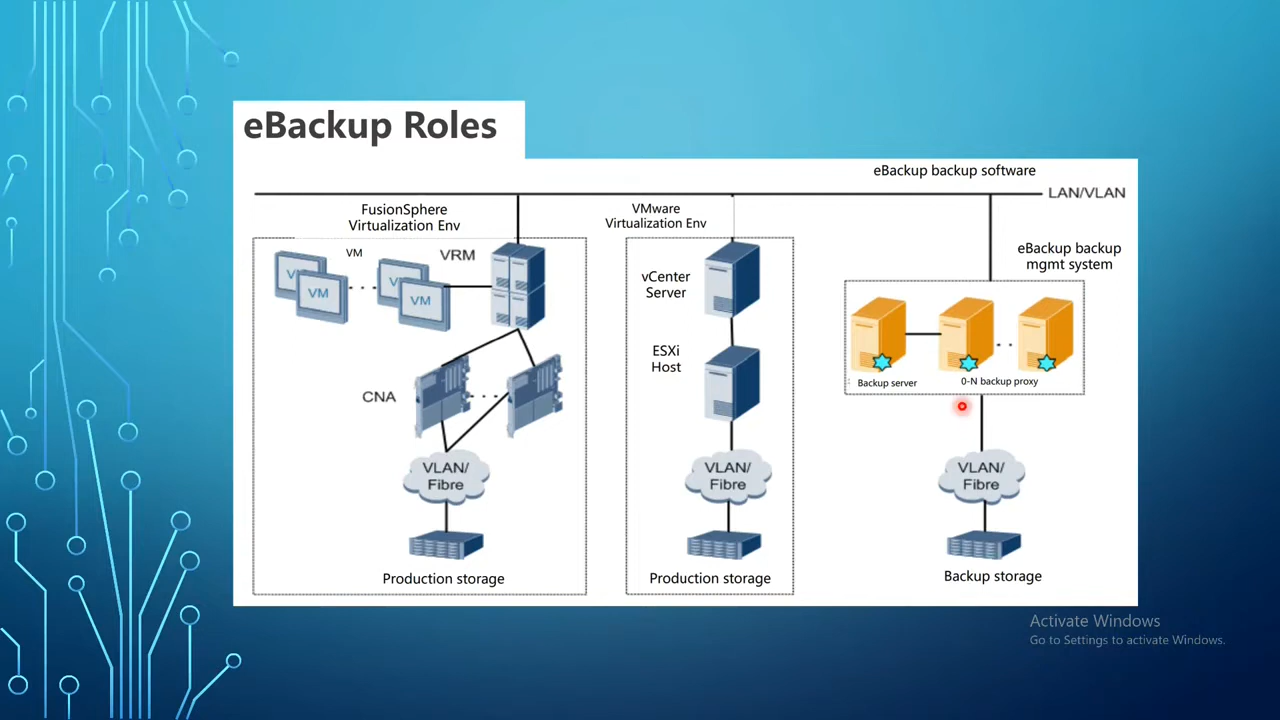 eBackup Roles
eBackup backup software
LAN/VLAN
FusionSphere
Virtualization Env
VMware
Virtualization Env
eBackup backup
mgmt system
VM
VRM
VM
VM
VM
vCenter
Server
ESXi
Host
Backup server
0-N backup proxy
CNA
VLAN/
Fibre
VLAN/
Fibre
VLAN/
Fibre
Production storage
Production storage
Backup storage
Activate Windows
Go to Settings to activate Windows.